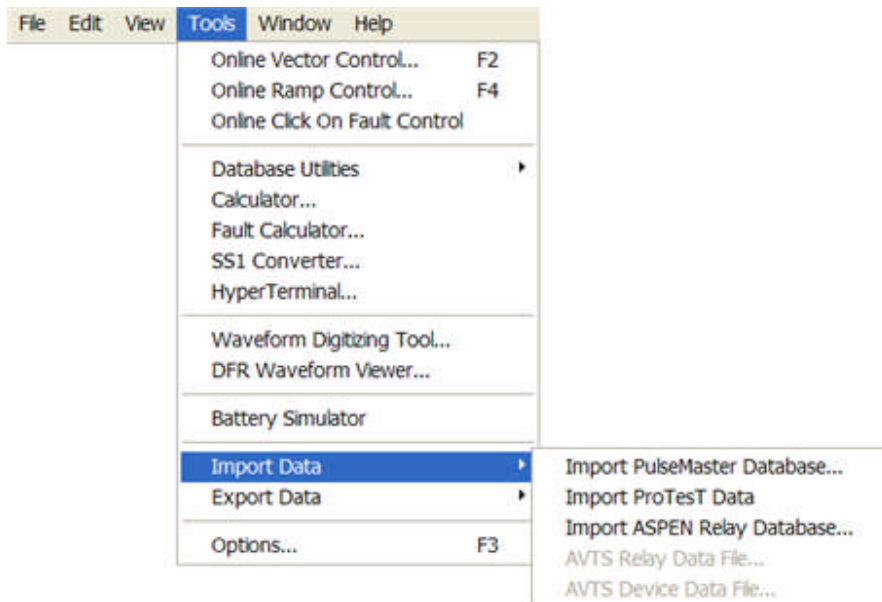 File Edit View Tools Window Help
Online Vector Control... F2
Online Ramp Control... F4
Online Click On Fault Control
Database Utilities
Calculator...
Fault Calculator...
SS1 Converter...
HyperTerminal...
Waveform Digitizing Tool...
DFR Waveform Viewer...
Battery Simulator
Import Data
Export Data
Options... F3
Import PulseMaster Database...
Import ProTesT Data
Import ASPEN Relay Database...
AVTS Relay Data File...
AVTS Device Data File...